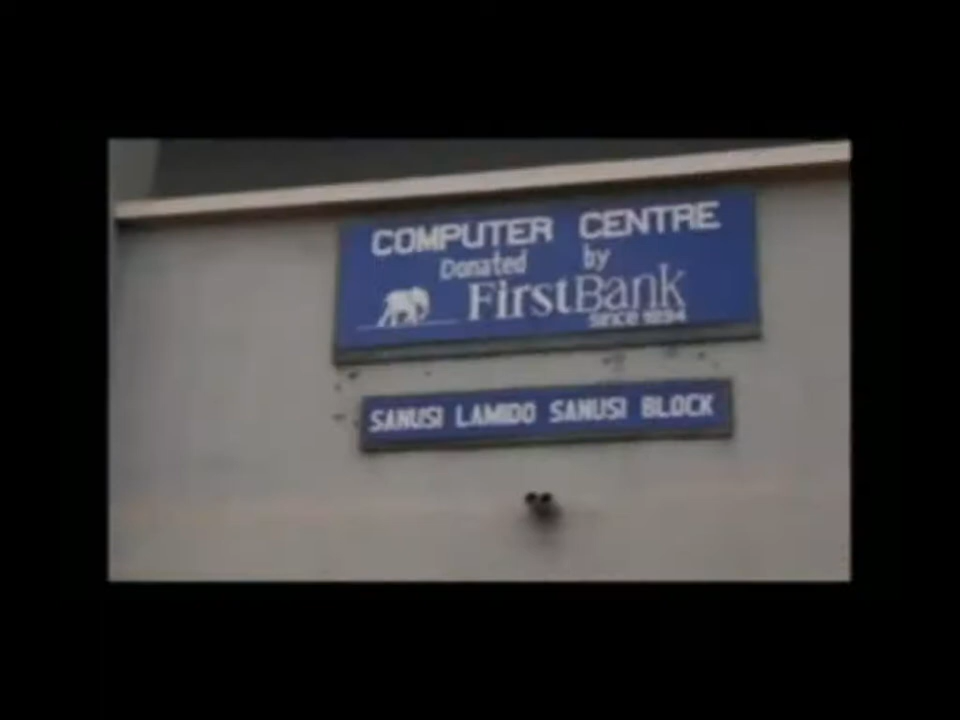 COMPUTER CENTRE
Donated by
FirstBank
since 1894
SANUSI LAMIDO SANUSI BLOCK